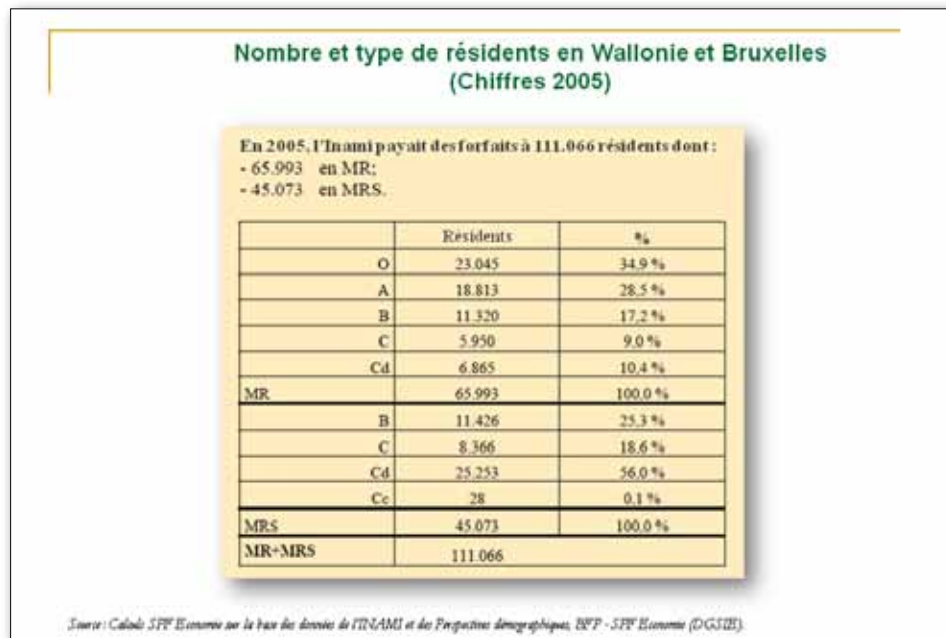 Nombre et type de résidents en Wallonie et Bruxelles
(Chiffres 2005)
En 2005, l'Inami payait des forfaits à 111.066 résidents dont :
- 65.993 en MR;
- 45.073 en MRS.
Résidents %
O 23.045 34,9 %
A 18.813 28,5 %
B 11.320 17,2 %
C 5.950 9,0 %
Cd 6.865 10,4 %
MR 65.993 100,0 %
B 11.426 25,3 %
C 8.366 18,6 %
Cd 25.253 56,0 %
Cc 28 0,1 %
MRS 45.073 100,0 %
MR+MRS 111.066
Source : Calculs SPF Economie sur la base des données de l'INAMI et des Perspectives démographiques, BFP - SPF Economie (DGSIE).